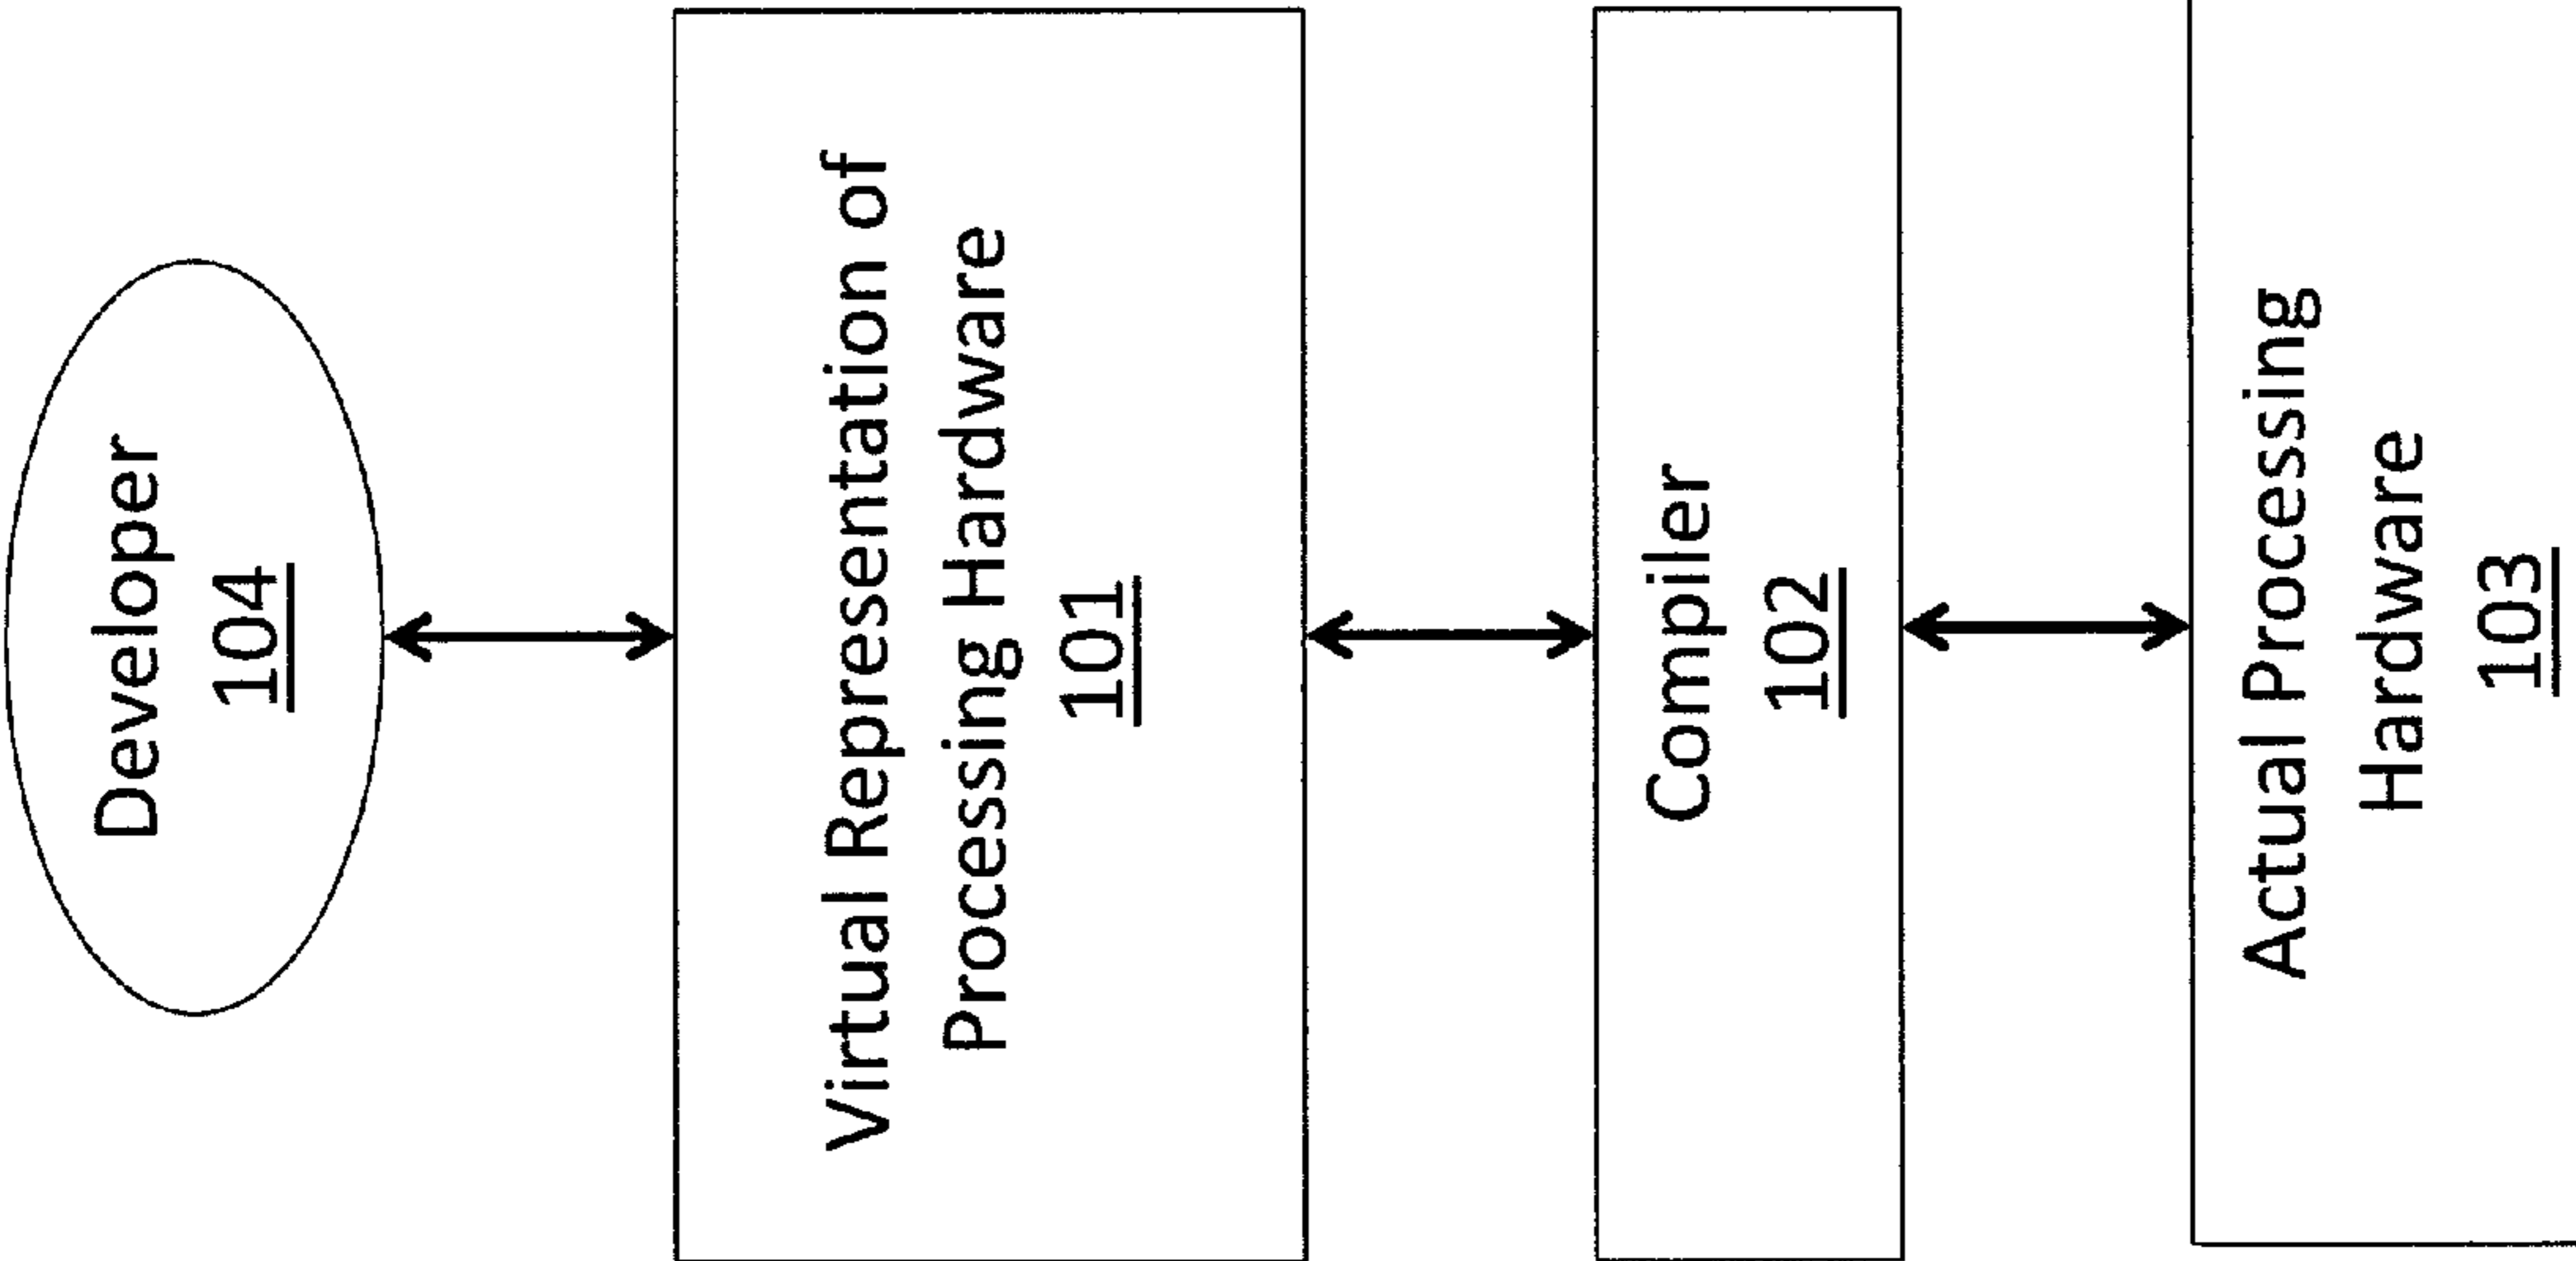 Developer
104
Virtual Representation of
Processing Hardware
101
Compiler
102
Actual Processing
Hardware
103